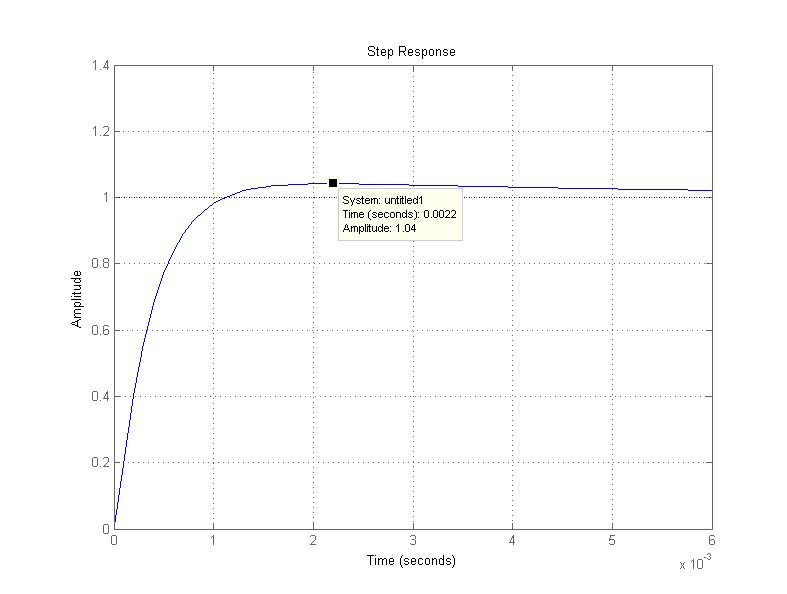 Step Response
1.4
1.2
1
0.8
0.6
0.4
0.2
0
Amplitude
System: untitled1
Time (seconds): 0.0022
Amplitude: 1.04
0 1 2 3 4 5 6
Time (seconds)
x 10-3